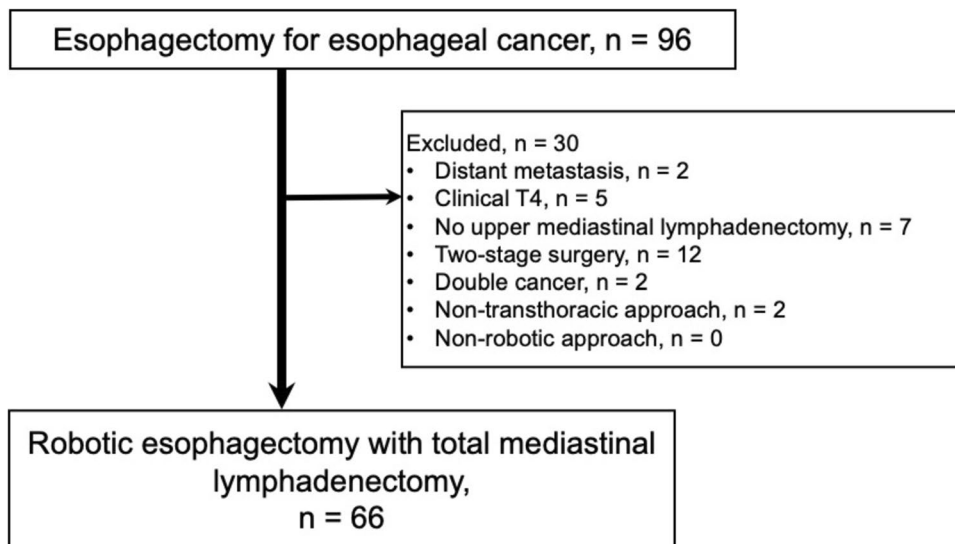 Esophagectomy for esophageal cancer, n = 96
Excluded, n = 30
• Distant metastasis, n = 2
• Clinical T4, n = 5
• No upper mediastinal lymphadenectomy, n = 7
• Two-stage surgery, n = 12
• Double cancer, n = 2
• Non-transthoracic approach, n = 2
• Non-robotic approach, n = 0
Robotic esophagectomy with total mediastinal
lymphadenectomy,
n = 66